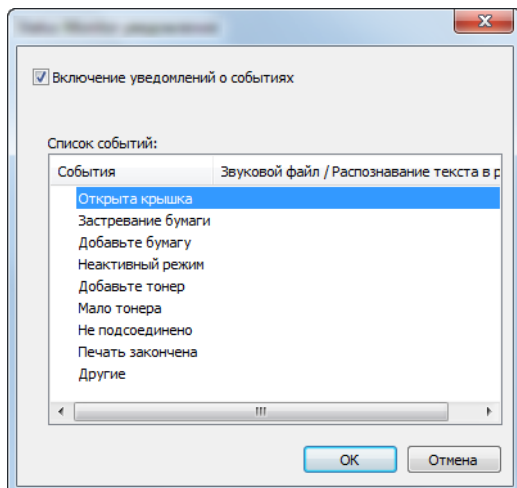 Включение уведомлений о событиях
Список событий:
События Звуковой файл / Распознавание текста в р
Открыта крышка
Застревание бумаги
Добавьте бумагу
Неактивный режим
Добавьте тонер
Мало тонера
Не подсоединено
Печать закончена
Другие
OK Отмена